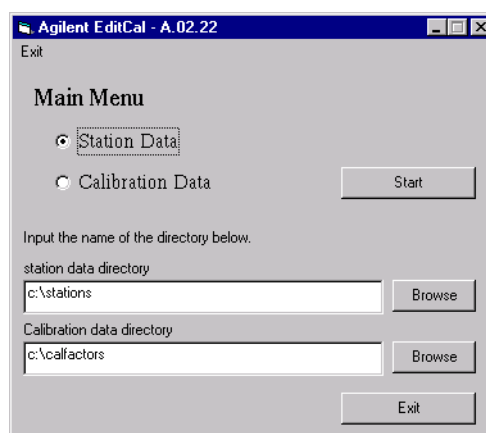 Agilent EditCal - A.02.22
Exit
Main Menu
Station Data
Calibration Data
Start
Input the name of the directory below.
station data directory
c:\stations
Browse
Calibration data directory
c:\calfactors
Browse
Exit